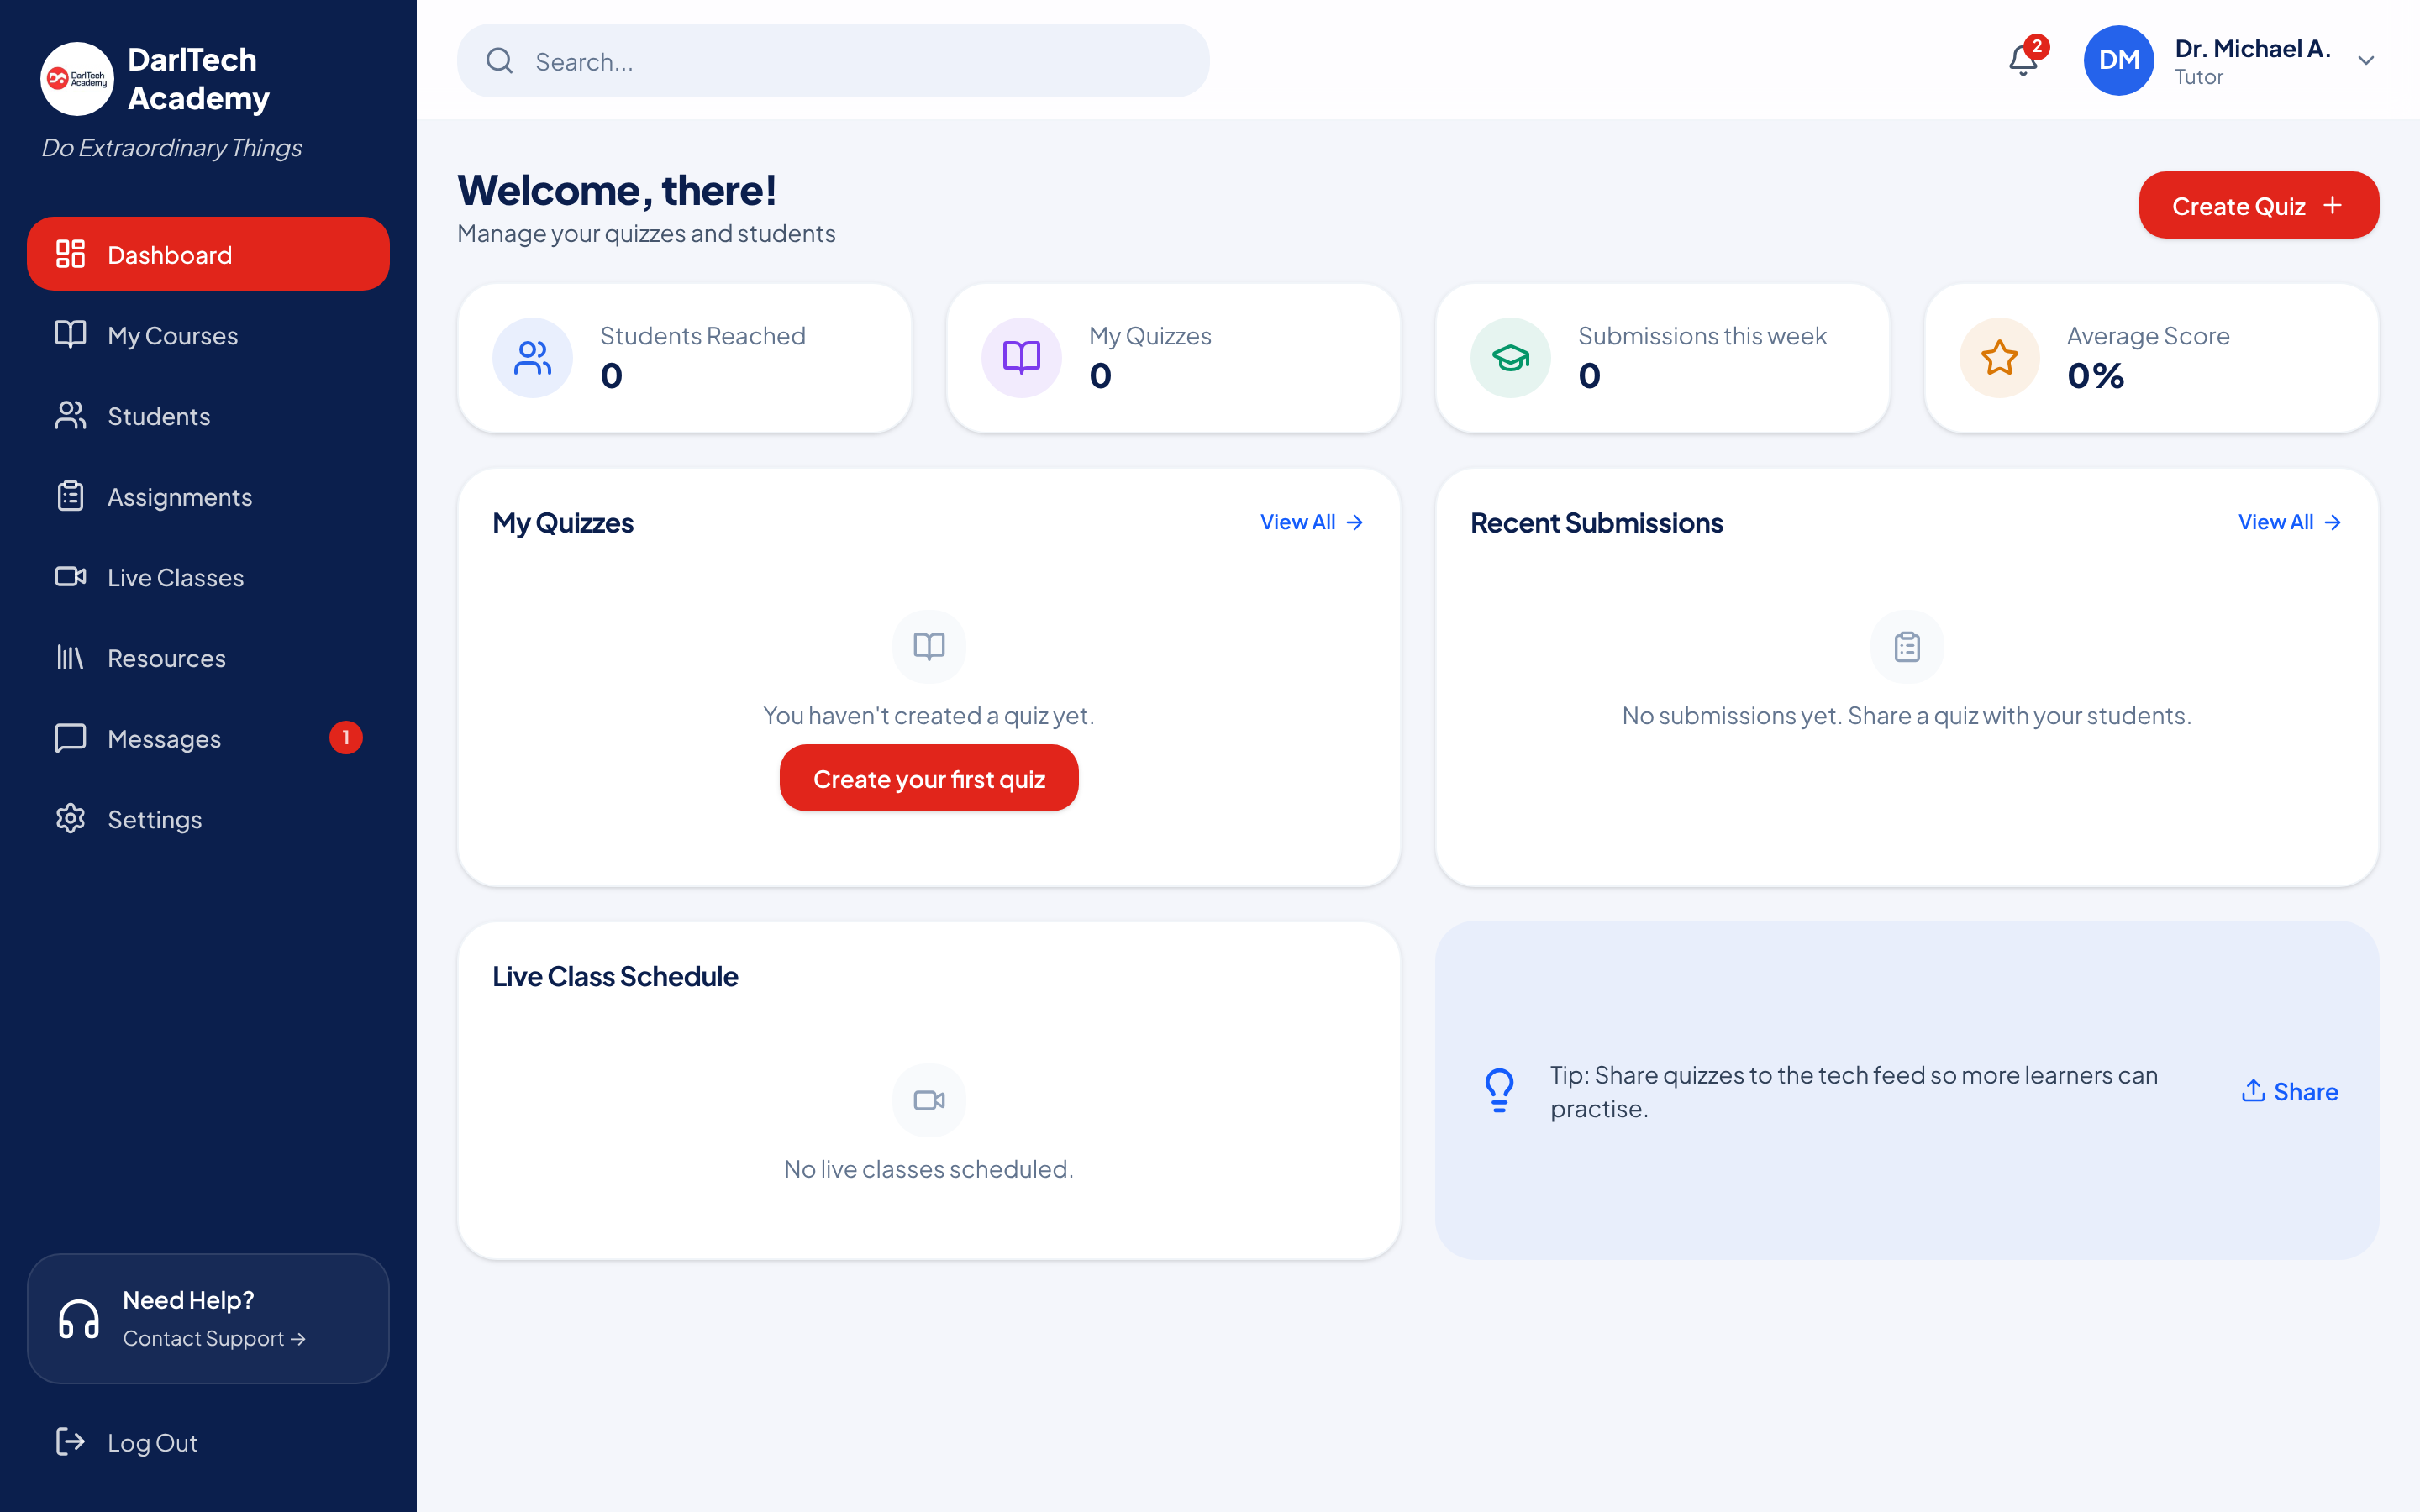 DarlTech
Academy
DarlTech
Academy
Do Extraordinary Things
Dashboard
My Courses
Students
Assignments
Live Classes
Resources
Messages
1
Settings
Need Help?
Contact Support →
Log Out
Search...
2
DM
Dr. Michael A.
Tutor
Welcome, there!
Manage your quizzes and students
Create Quiz +
Students Reached
0
My Quizzes
0
Submissions this week
0
Average Score
0%
My Quizzes
View All →
You haven't created a quiz yet.
Create your first quiz
Recent Submissions
View All →
No submissions yet. Share a quiz with your students.
Live Class Schedule
No live classes scheduled.
Tip: Share quizzes to the tech feed so more learners can
practise.
Share